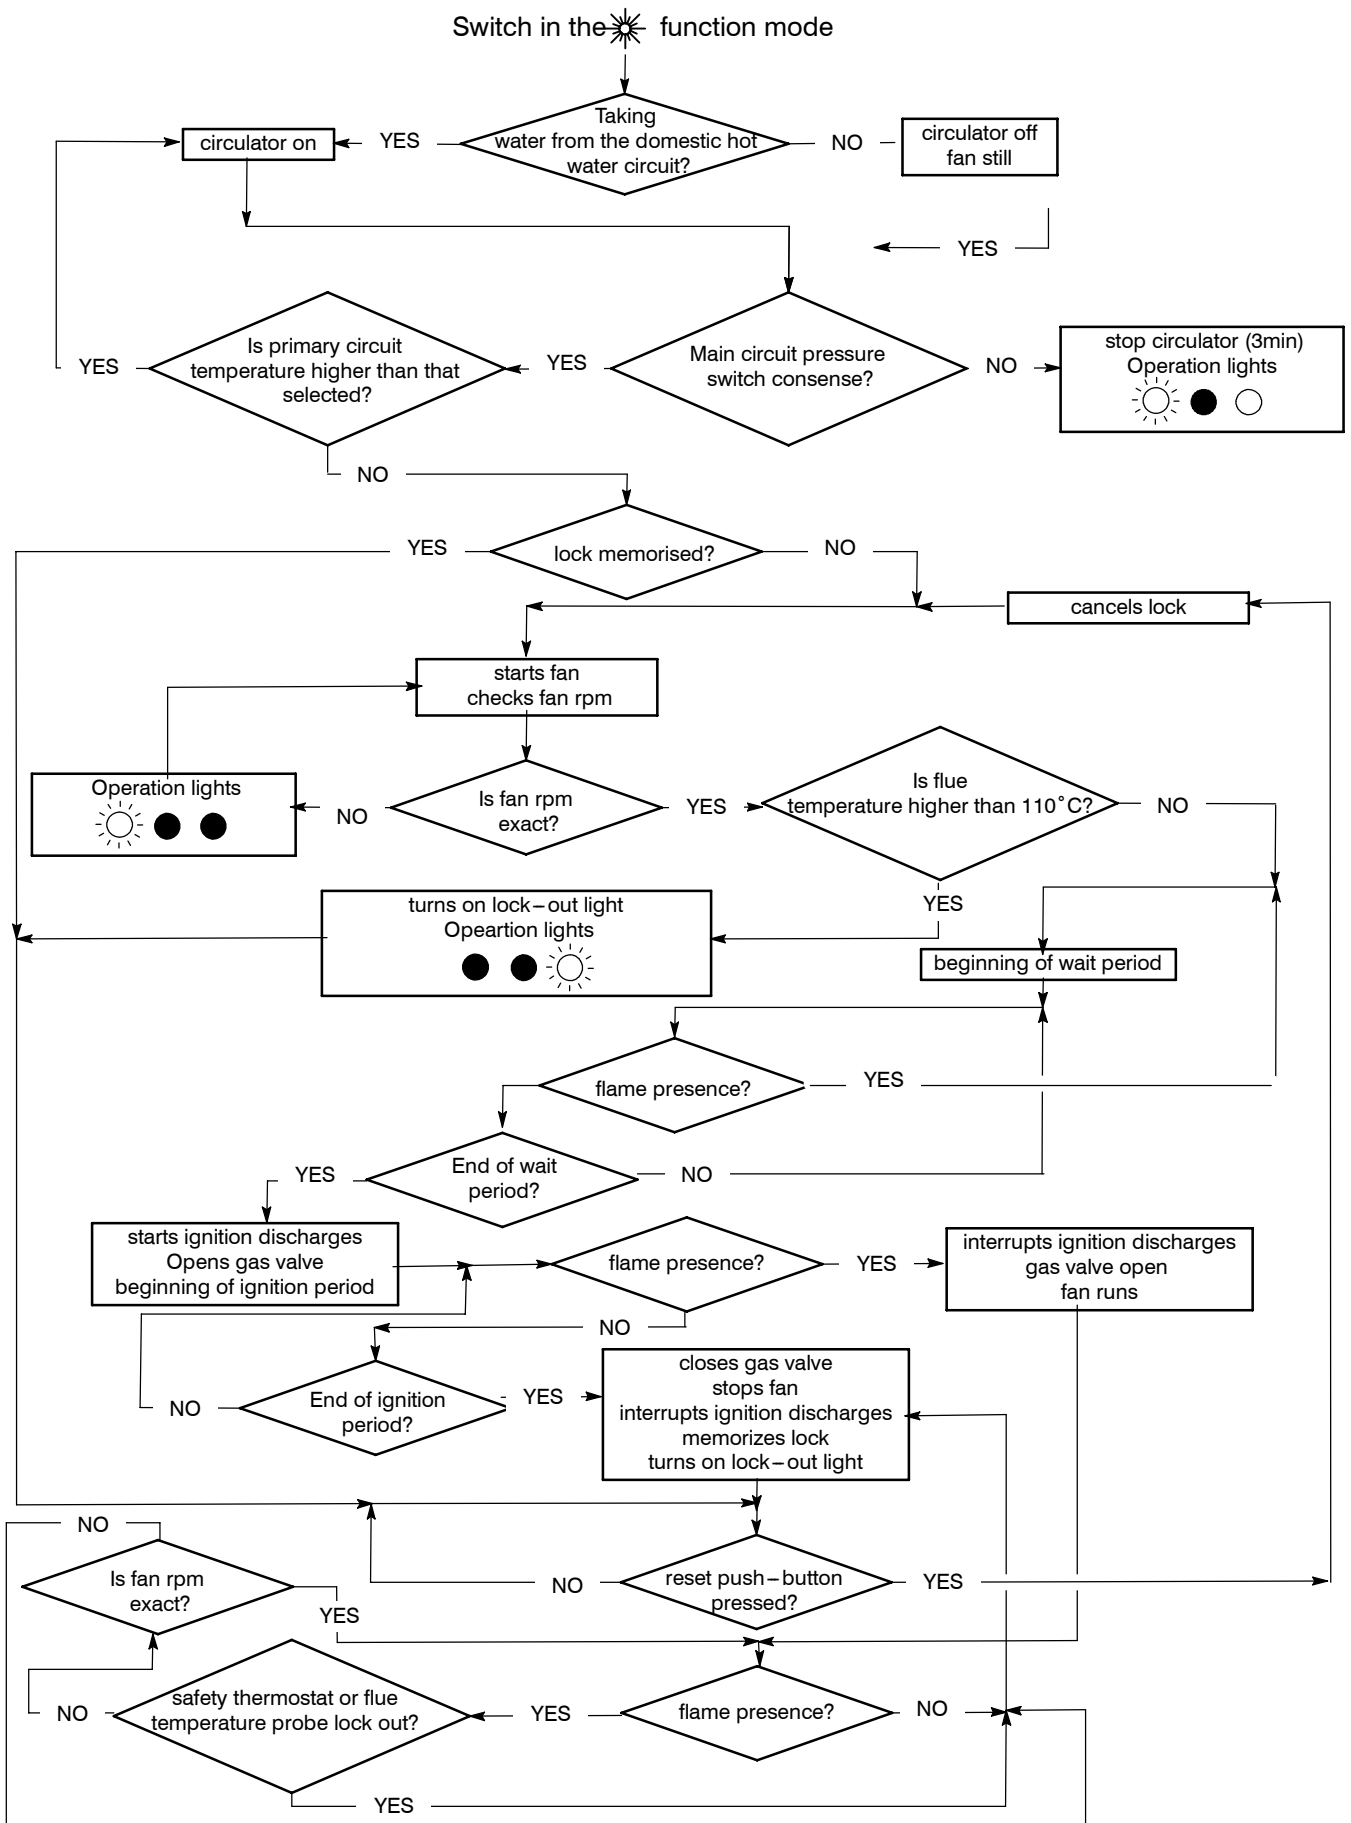 Switch in the function mode
Taking
water from the domestic hot
water circuit?
YES
circulator on
NO
circulator off
fan still
YES
Is primary circuit
temperature higher than that
selected?
YES
YES
Main circuit pressure
switch consense?
NO
stop circulator (3min)
Operation lights
NO
YES
lock memorised?
NO
cancels lock
starts fan
checks fan rpm
Operation lights
NO
Is fan rpm
exact?
YES
Is flue
temperature higher than 110°C?
NO
YES
turns on lock-out light
Opeartion lights
beginning of wait period
flame presence?
YES
YES
End of wait
period?
NO
starts ignition discharges
Opens gas valve
beginning of ignition period
flame presence?
YES
interrupts ignition discharges
gas valve open
fan runs
NO
NO
End of ignition
period?
YES
closes gas valve
stops fan
interrupts ignition discharges
memorizes lock
turns on lock-out light
NO
Is fan rpm
exact?
YES
NO
reset push-button
pressed?
YES
NO
safety thermostat or flue
temperature probe lock out?
YES
flame presence?
NO
YES